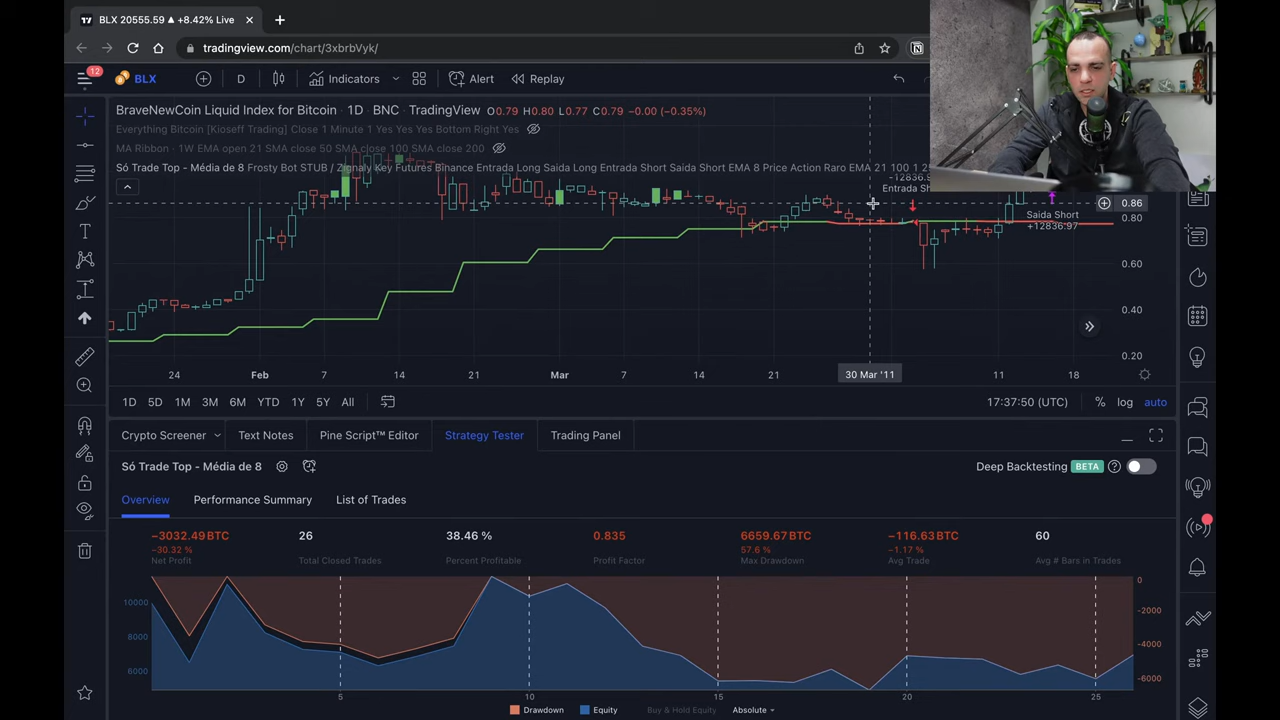 BLX 20555.59 ▲ +8.42% Live
tradingview.com/chart/3xbrbVyk/
12
BLX
D
Indicators
Alert
Replay
BraveNewCoin Liquid Index for Bitcoin · 1D · BNC · TradingView O0.79 H0.80 L0.77 C0.79 −0.00 (−0.35%)
Everything Bitcoin [Kioseff Trading] Close 1 Minute 1 Yes Yes Yes Bottom Right Yes
MA Ribbon · 1W EMA open 21 SMA close 50 SMA close 100 SMA close 200
Só Trade Top - Média de 8 Frosty Bot STUB / Zignaly Key Futures Binance Entrada Long Saida Long Entrada Short Saida Short EMA 8 Price Action Raro EMA 21 100 1
−12836.9
Entrada Sh
Saida Short
+12836.97
0.86
0.80
0.60
0.40
0.20
24 Feb 7 14 21 Mar 7 14 21 30 Mar '11 11 18
1D 5D 1M 3M 6M YTD 1Y 5Y All
17:37:50 (UTC) % log auto
Crypto Screener Text Notes Pine Script™ Editor Strategy Tester Trading Panel
Só Trade Top - Média de 8
Deep Backtesting BETA
Overview Performance Summary List of Trades
−3032.49 BTC 26 38.46 % 0.835 6659.67 BTC −116.63 BTC 60
−30.32 % 57.6 % −1.17 %
Net Profit Total Closed Trades Percent Profitable Profit Factor Max Drawdown Avg Trade Avg # Bars in Trades
10000
8000
6000
0
−2000
−4000
−6000
5 10 15 20 25
Drawdown Equity Buy & Hold Equity Absolute